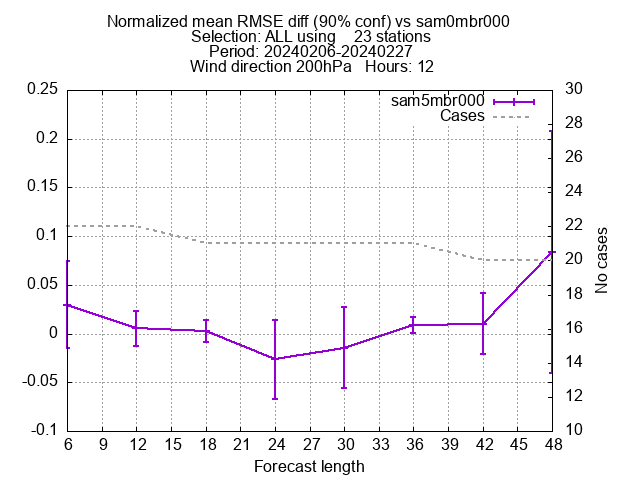 Normalized mean RMSE diff (90% conf) vs sam0mbr000
Selection: ALL using    23 stations
Period: 20240206-20240227
Wind direction 200hPa   Hours: 12
sam5mbr000
Cases
0.25
0.2
0.15
0.1
0.05
0
-0.05
-0.1
30
28
26
24
22
20
18
16
14
12
10
No cases
6 9 12 15 18 21 24 27 30 33 36 39 42 45 48
Forecast length